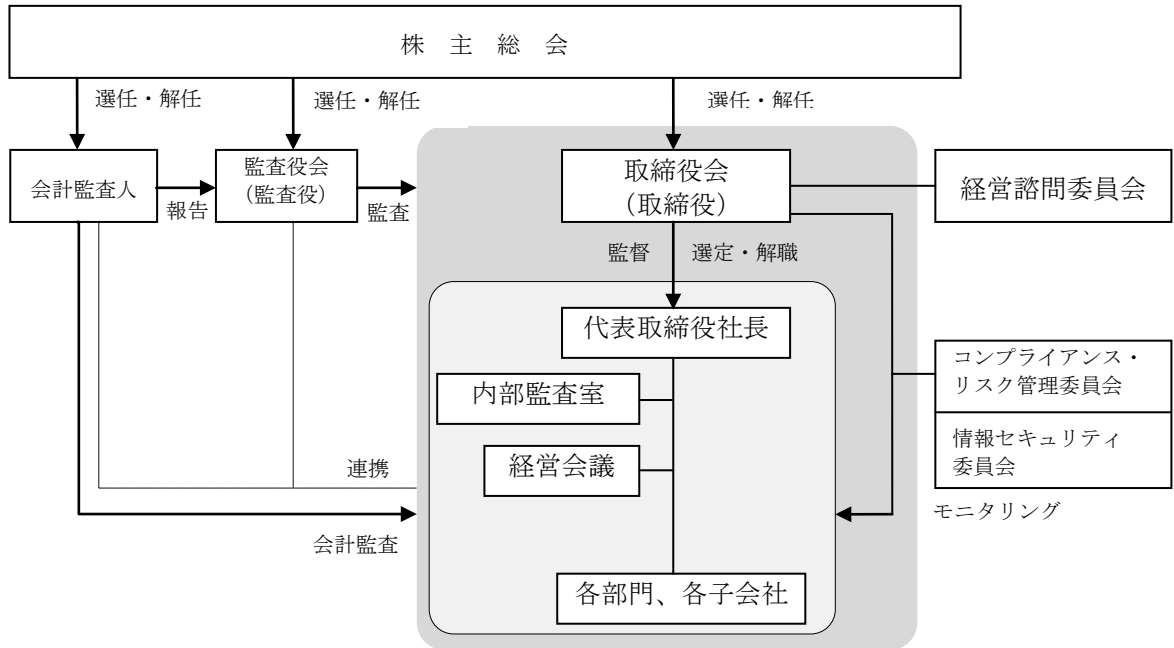 株 主 総 会
選任・解任
選任・解任
選任・解任
会計監査人
報告
監査役会
(監査役)
監査
取締役会
(取締役)
経営諮問委員会
監督
選定・解職
代表取締役社長
内部監査室
経営会議
コンプライアンス・
リスク管理委員会
情報セキュリティ
委員会
連携
モニタリング
会計監査
各部門、各子会社